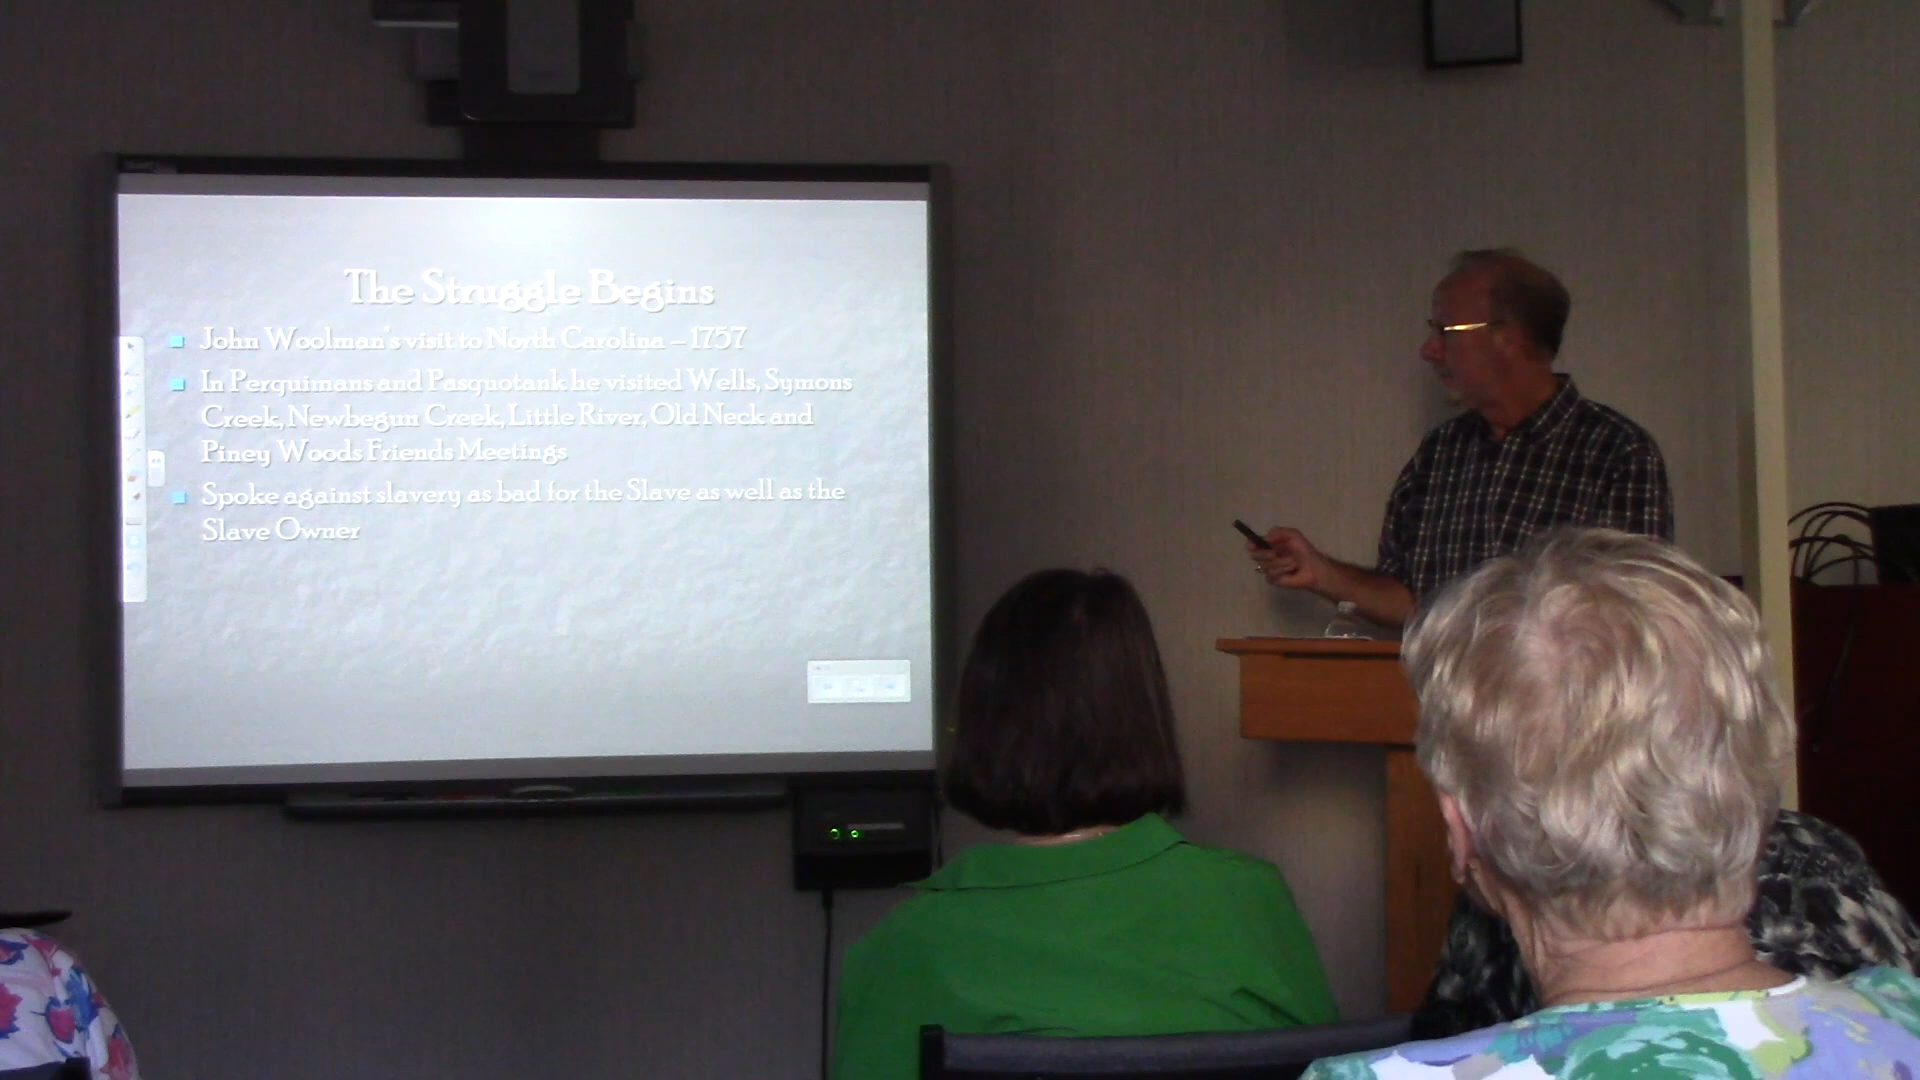 The Struggle Begins
John Woolman's visit to North Carolina – 1757
In Perquimans and Pasquotank he visited Wells, Symons
Creek, Newbegun Creek, Little River, Old Neck and
Piney Woods Friends Meetings
Spoke against slavery as bad for the Slave as well as the
Slave Owner